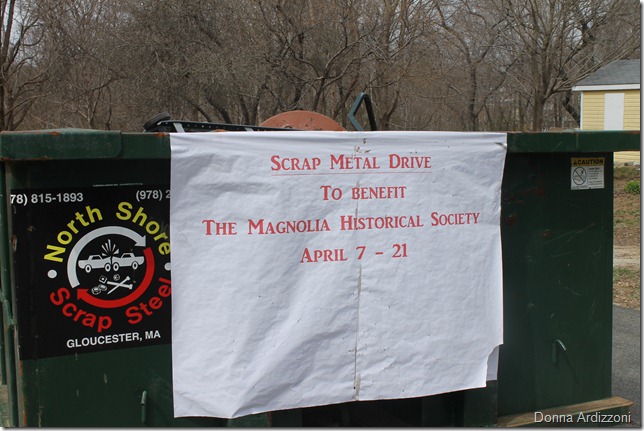 Scrap Metal Drive
To benefit
The Magnolia Historical Society
April 7 - 21
78) 815-1893 (978) 2
North Shore
Scrap Steel
GLOUCESTER, MA
CAUTION
Donna Ardizzoni